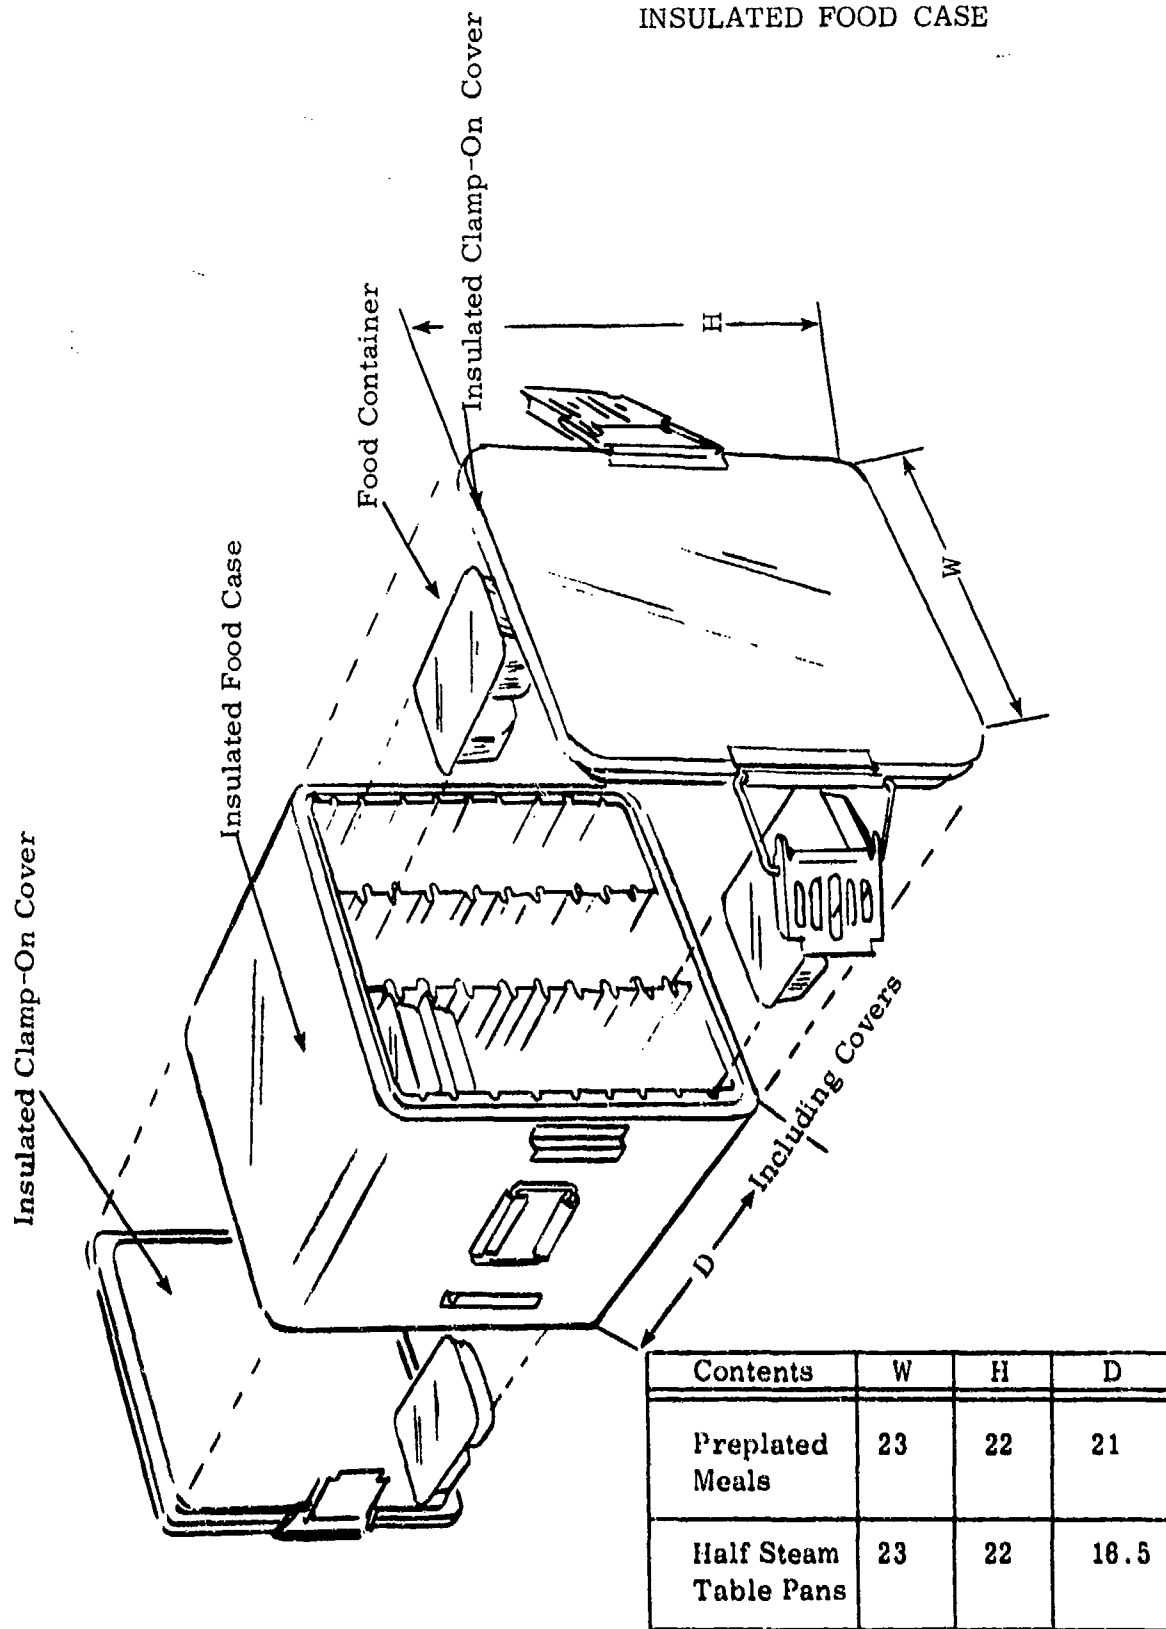 INSULATED FOOD CASE
Insulated Clamp-On Cover
Food Container
Insulated Food Case
Insulated Clamp-On Cover
H
W
D
Including Covers
Contents W H D
Preplated 23 22 21
Meals
Half Steam 23 22 16.5
Table Pans